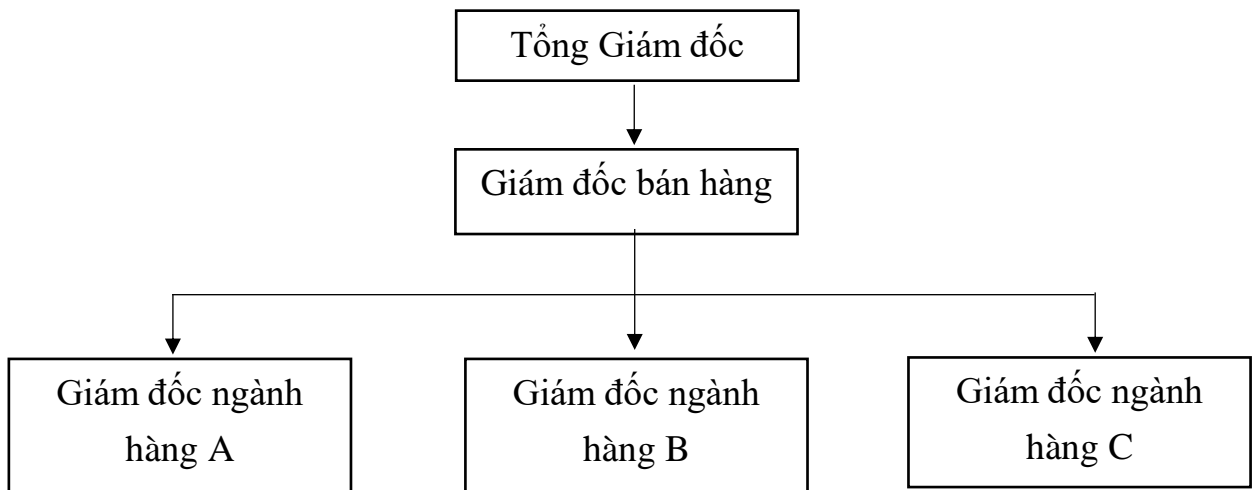 Tổng Giám đốc
Giám đốc bán hàng
Giám đốc ngành
hàng A
Giám đốc ngành
hàng B
Giám đốc ngành
hàng C